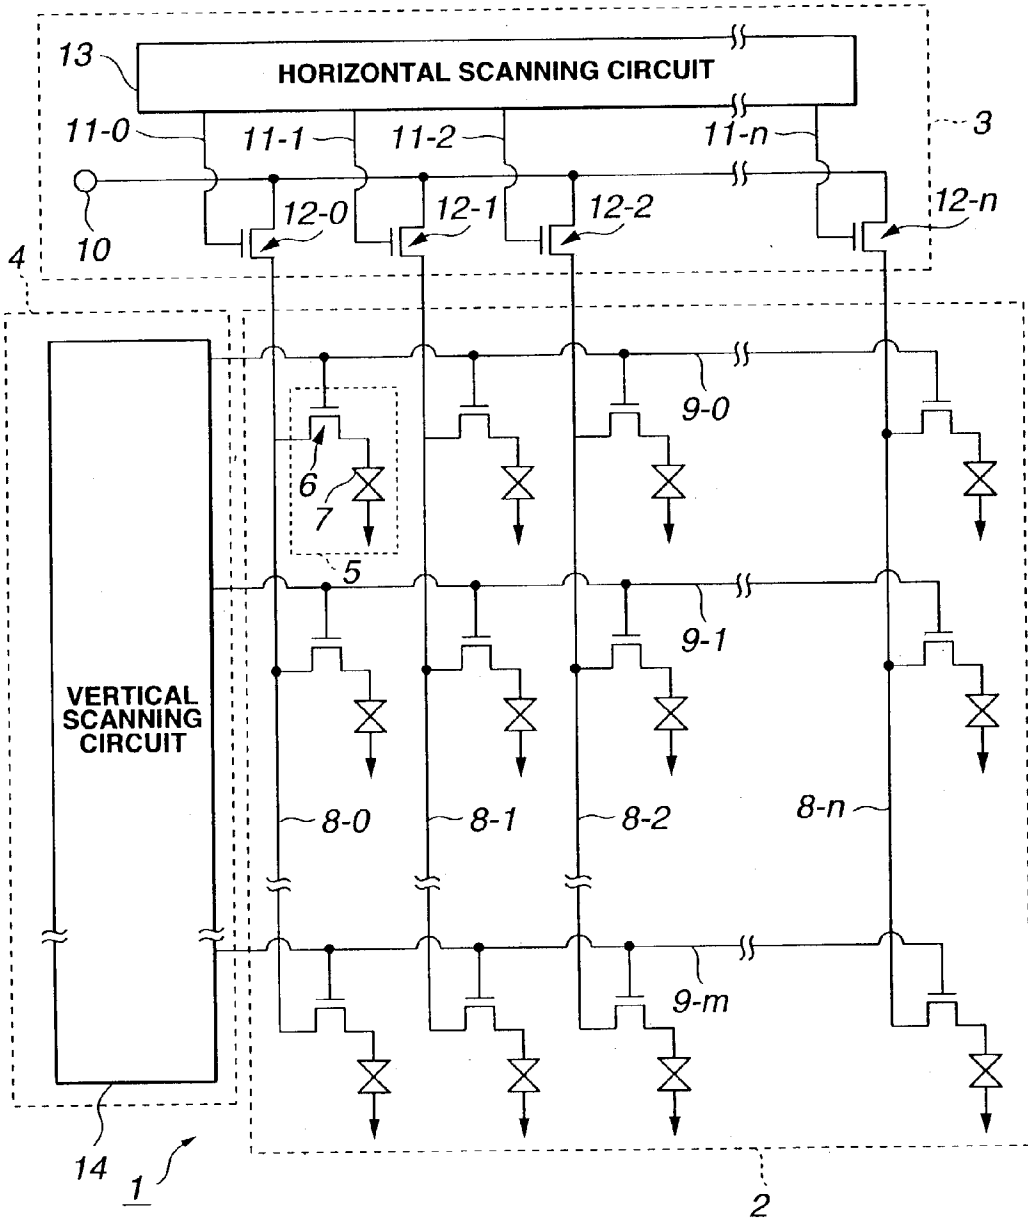 13
HORIZONTAL SCANNING CIRCUIT
11-0
11-1
11-2
11-n
3
10
12-0
12-1
12-2
12-n
4
9-0
6
7
5
9-1
VERTICAL
SCANNING
CIRCUIT
8-0
8-1
8-2
8-n
9-m
14
1
2